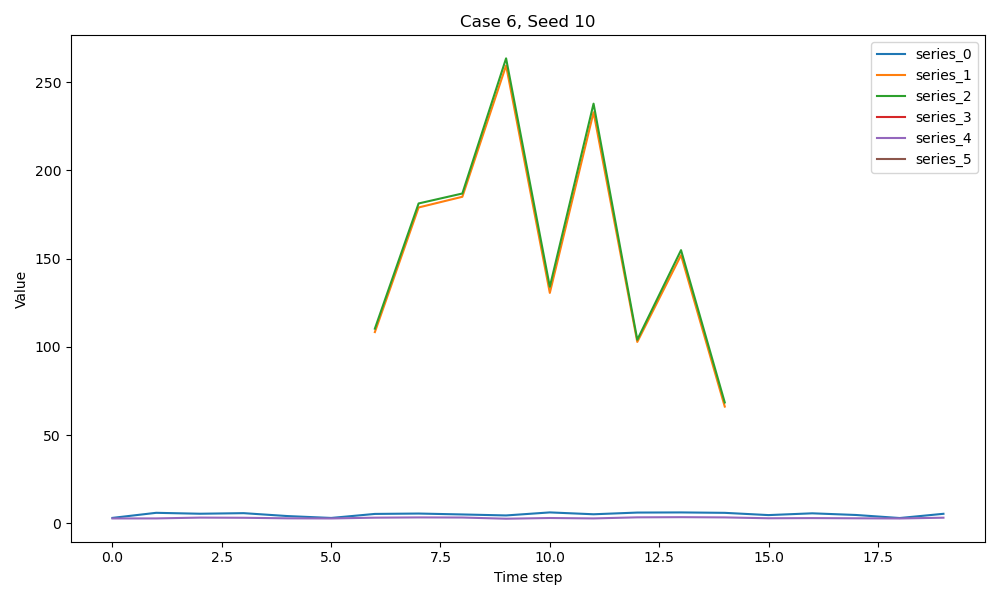 Case 6, Seed 10
series_0
series_1
series_2
series_3
series_4
series_5
250
200
150
100
50
0
Value
0.0 2.5 5.0 7.5 10.0 12.5 15.0 17.5
Time step